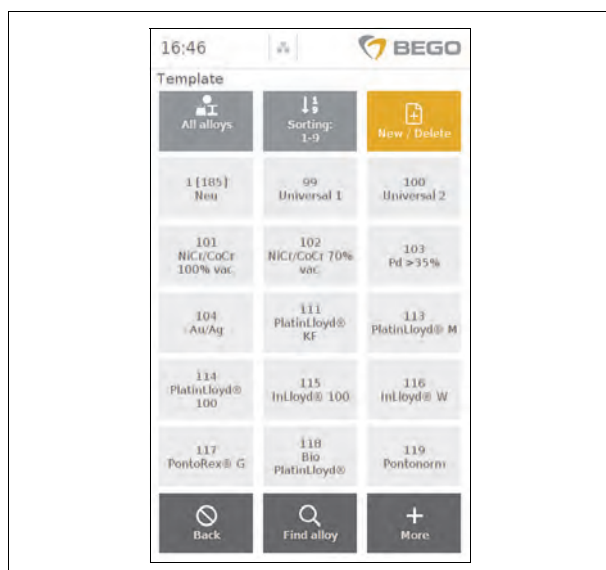 16:46
BEGO
Template
All alloys
Sorting:
1-9
New / Delete
1 [185]
Neu
99
Universal 1
100
Universal 2
101
NiCr/CoCr
100% vac.
102
NiCr/CoCr 70%
vac.
103
Pd >35%
104
Au/Ag
111
PlatinLloyd®
KF
113
PlatinLloyd® M
114
PlatinLloyd®
100
115
InLloyd® 100
116
InLloyd® W
117
PontoRex® G
118
Bio
PlatinLloyd®
119
Pontonorm
Back
Find alloy
More